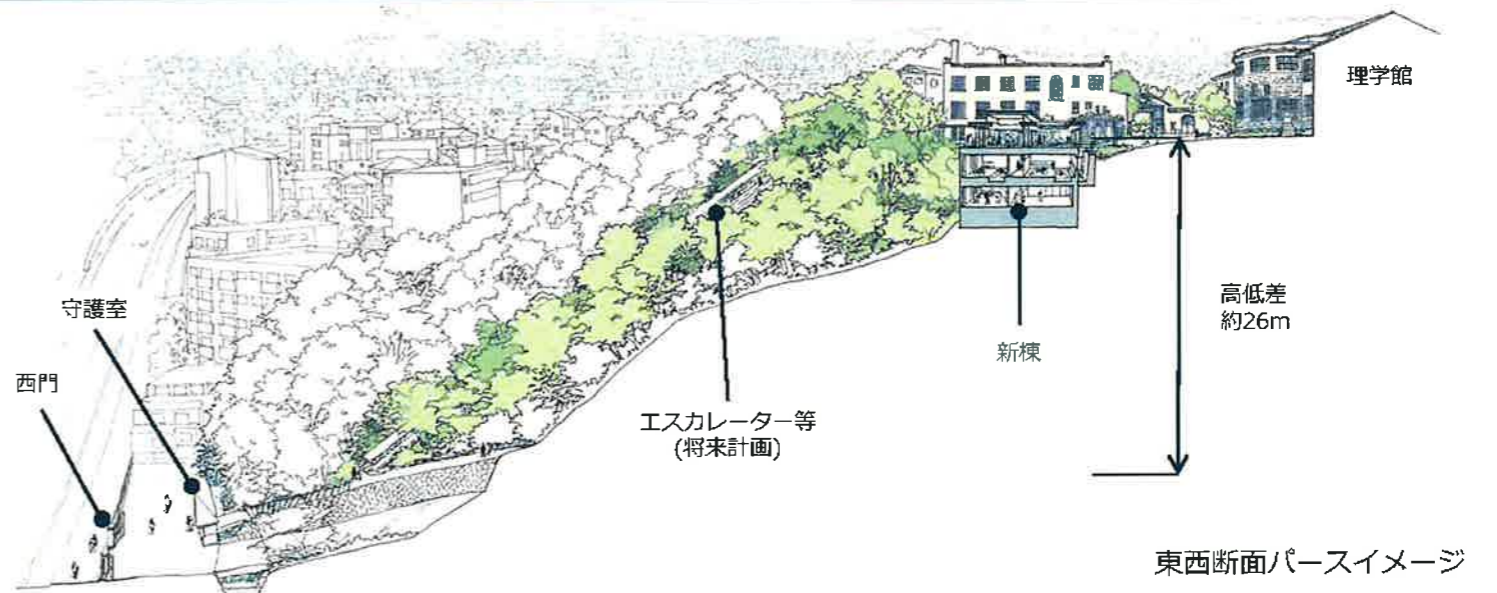 理学館
守護室
西門
エスカレーター等
(将来計画)
新棟
高低差
約26m
東西断面パースイメージ